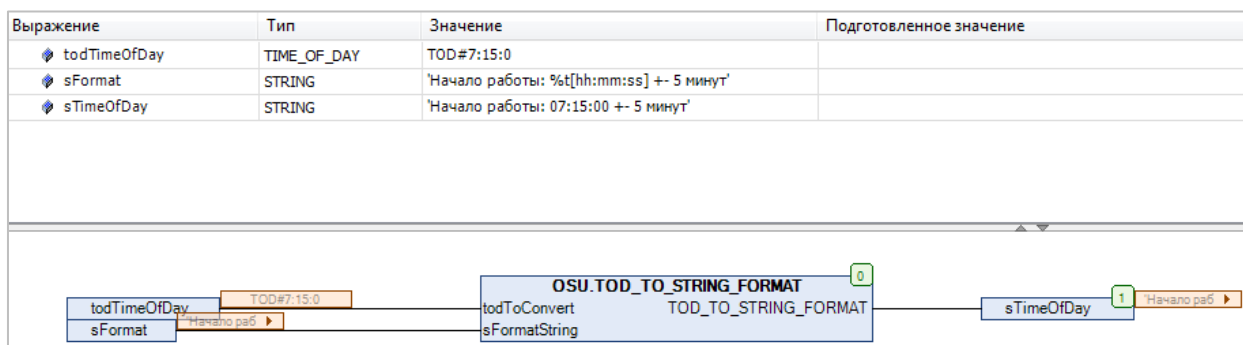 Выражение Тип Значение Подготовленное значение
todTimeOfDay TIME_OF_DAY TOD#7:15:0
sFormat STRING 'Начало работы: %t[hh:mm:ss] +- 5 минут'
sTimeOfDay STRING 'Начало работы: 07:15:00 +- 5 минут'
0
OSU.TOD_TO_STRING_FORMAT
todTimeOfDay TOD#7:15:0 todToConvert TOD_TO_STRING_FORMAT sTimeOfDay 1 'Начало раб
sFormat 'Начало раб sFormatString